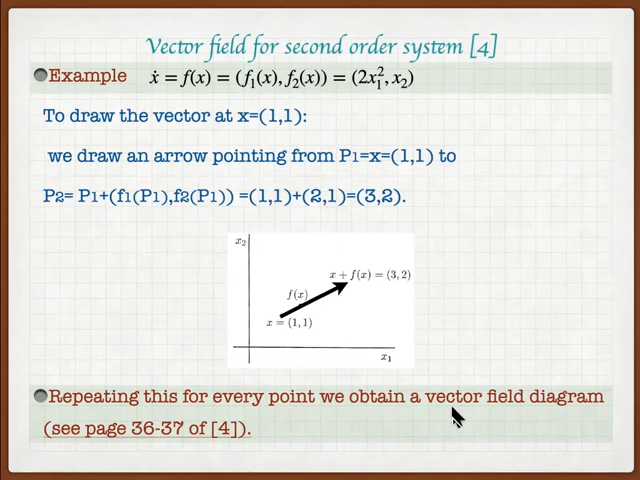 Vector field for second order system [4]
Example ẋ = f(x) = (f₁(x), f₂(x)) = (2x₁², x₂)
To draw the vector at x=(1,1):
we draw an arrow pointing from P1=x=(1,1) to
P2= P1+(f1(P1),f2(P1)) =(1,1)+(2,1)=(3,2).
x₂
x + f(x) = (3, 2)
f(x)
x = (1, 1)
x₁
Repeating this for every point we obtain a vector field diagram
(see page 36-37 of [4]).